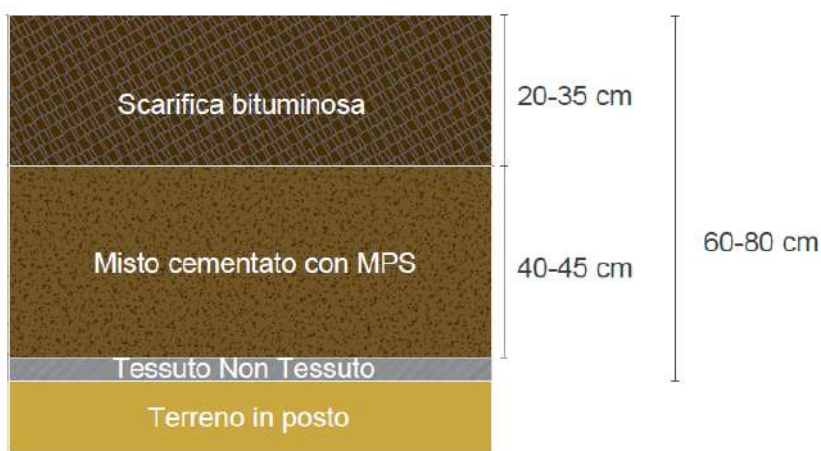 Scarifica bituminosa
20-35 cm
Misto cementato con MPS
40-45 cm
60-80 cm
Tessuto Non Tessuto
Terreno in posto